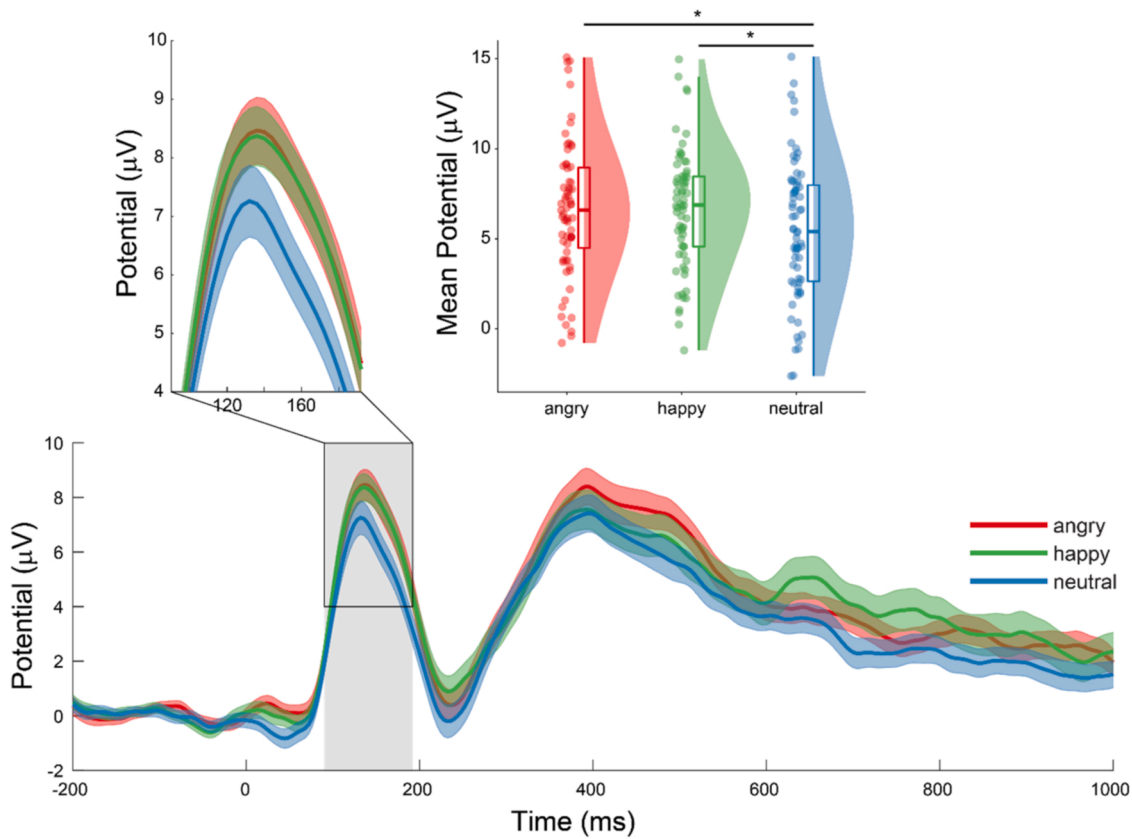 Potential (μV)
10
9
8
7
6
5
4
120
160
Mean Potential (μV)
15
10
5
0
*
*
angry
happy
neutral
Potential (μV)
10
8
6
4
2
0
-2
-200
0
200
400
600
800
1000
Time (ms)
angry
happy
neutral